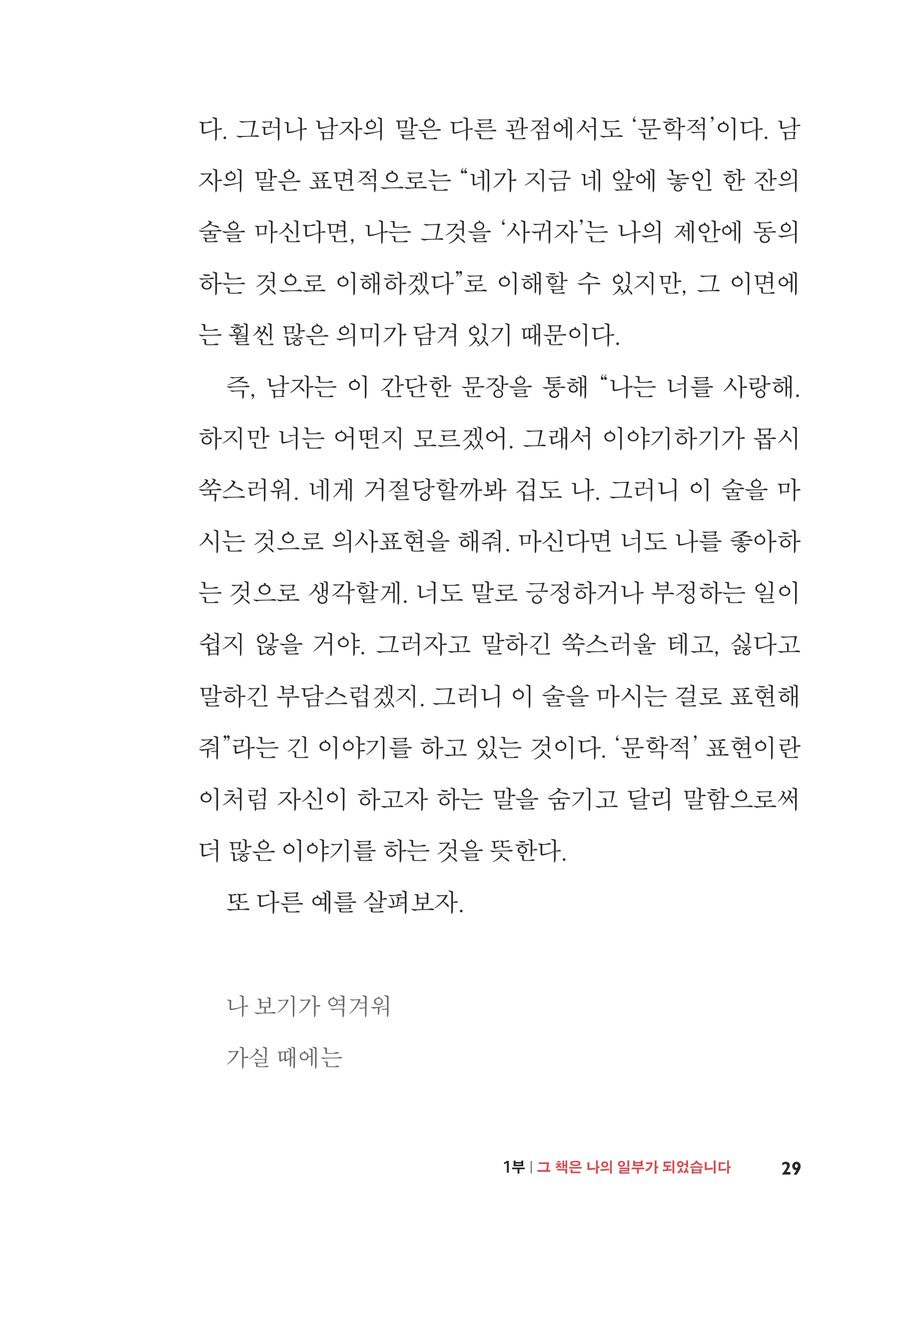 다. 그러나 남자의 말은 다른 관점에서도 ‘문학적’이다. 남
자의 말은 표면적으로는 “네가 지금 네 앞에 놓인 한 잔의
술을 마신다면, 나는 그것을 ‘사귀자’는 나의 제안에 동의
하는 것으로 이해하겠다”로 이해할 수 있지만, 그 이면에
는 훨씬 많은 의미가 담겨 있기 때문이다.
즉, 남자는 이 간단한 문장을 통해 “나는 너를 사랑해.
하지만 너는 어떤지 모르겠어. 그래서 이야기하기가 몹시
쑥스러워. 네게 거절당할까봐 겁도 나. 그러니 이 술을 마
시는 것으로 의사표현을 해줘. 마신다면 너도 나를 좋아하
는 것으로 생각할게. 너도 말로 긍정하거나 부정하는 일이
쉽지 않을 거야. 그러자고 말하긴 쑥스러울 테고, 싫다고
말하긴 부담스럽겠지. 그러니 이 술을 마시는 걸로 표현해
줘”라는 긴 이야기를 하고 있는 것이다. ‘문학적’ 표현이란
이처럼 자신이 하고자 하는 말을 숨기고 달리 말함으로써
더 많은 이야기를 하는 것을 뜻한다.
또 다른 예를 살펴보자.
나 보기가 역겨워
가실 때에는
1부 | 그 책은 나의 일부가 되었습니다 29